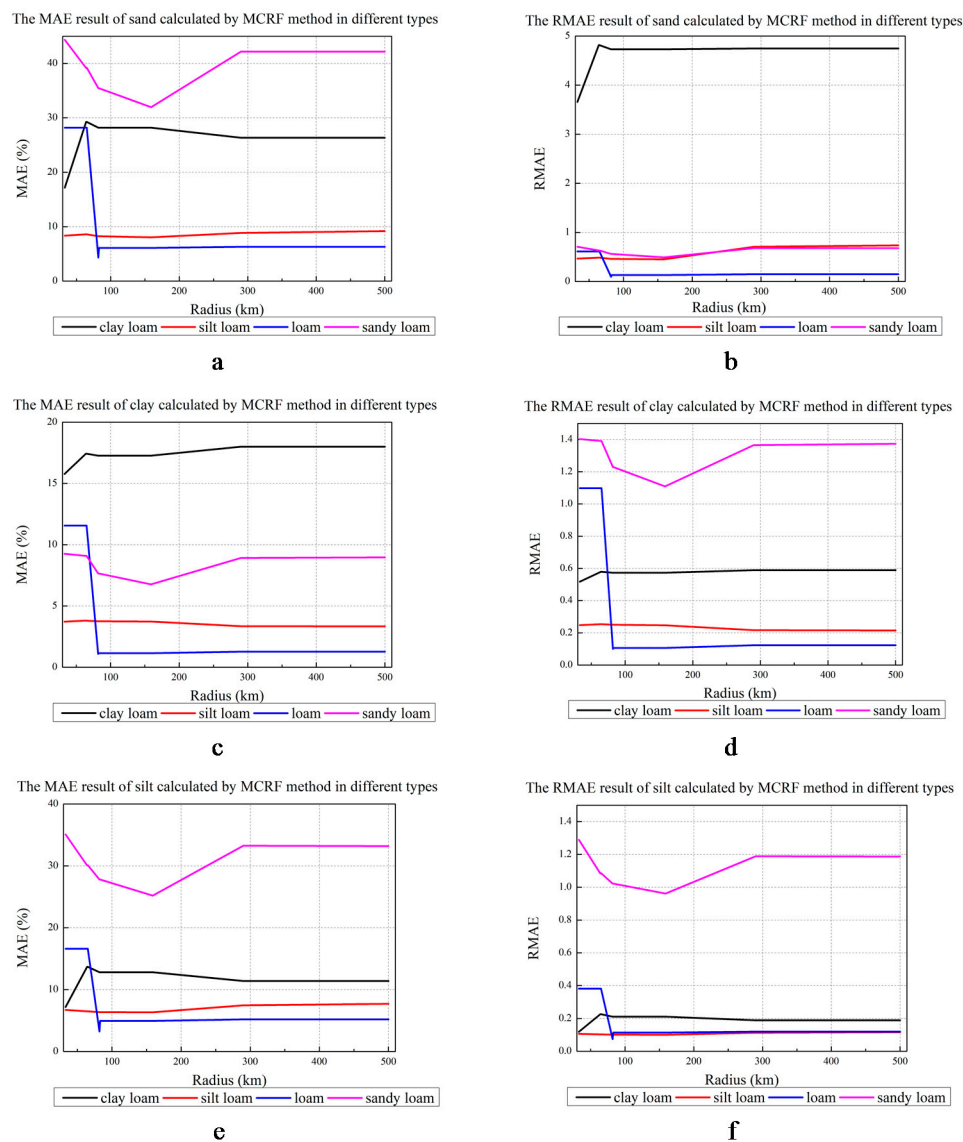 The MAE result of sand calculated by MCRF method in different types
MAE (%)
40
30
20
10
0
100
200
300
400
500
Radius (km)
clay loam
silt loam
loam
sandy loam
a
The RMAE result of sand calculated by MCRF method in different types
RMAE
5
4
3
2
1
0
100
200
300
400
500
Radius (km)
clay loam
silt loam
loam
sandy loam
b
The MAE result of clay calculated by MCRF method in different types
MAE (%)
20
15
10
5
0
100
200
300
400
500
Radius (km)
clay loam
silt loam
loam
sandy loam
c
The RMAE result of clay calculated by MCRF method in different types
RMAE
1.4
1.2
1.0
0.8
0.6
0.4
0.2
0.0
100
200
300
400
500
Radius (km)
clay loam
silt loam
loam
sandy loam
d
The MAE result of silt calculated by MCRF method in different types
MAE (%)
40
30
20
10
0
100
200
300
400
500
Radius (km)
clay loam
silt loam
loam
sandy loam
e
The RMAE result of silt calculated by MCRF method in different types
RMAE
1.4
1.2
1.0
0.8
0.6
0.4
0.2
0.0
100
200
300
400
500
Radius (km)
clay loam
silt loam
loam
sandy loam
f